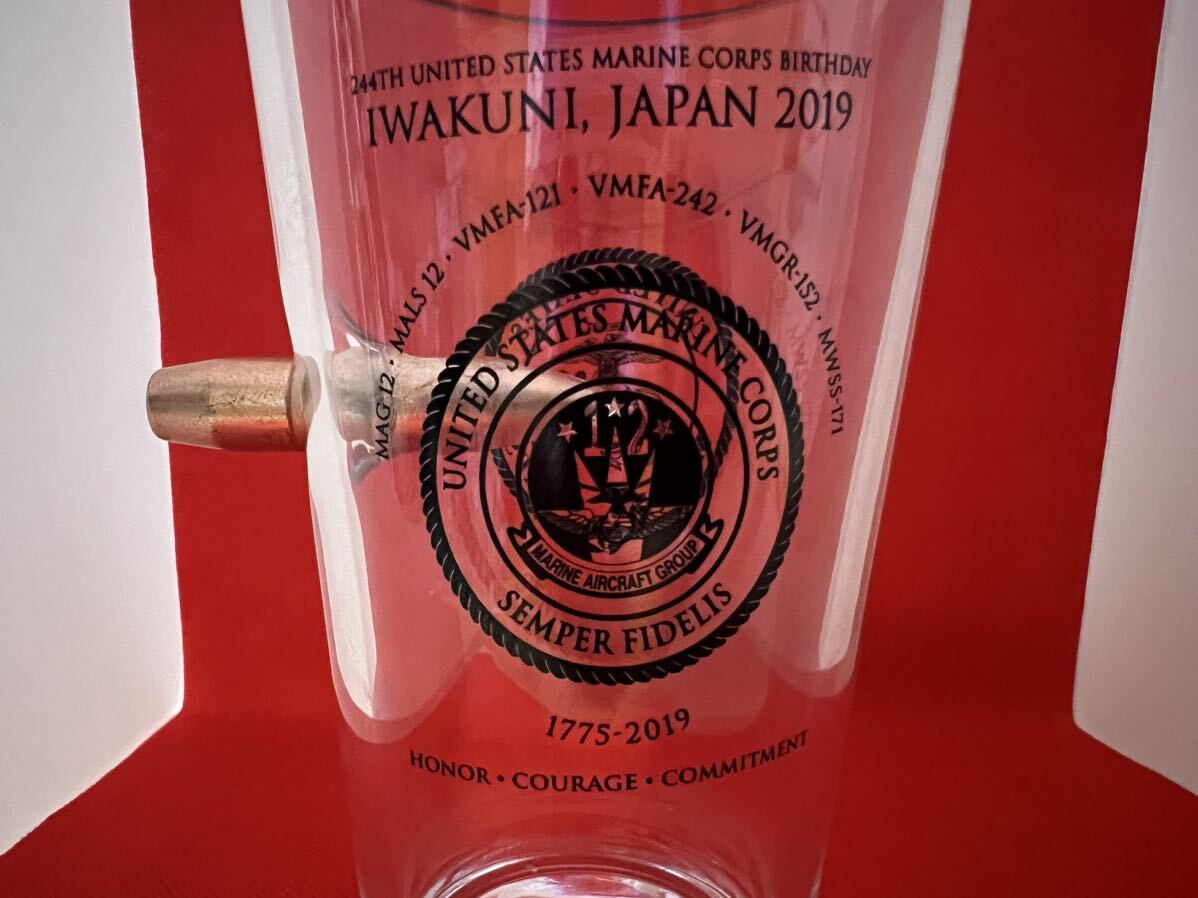 244TH UNITED STATES MARINE CORPS BIRTHDAY
IWAKUNI, JAPAN 2019
MAG 12 · MALS 12 · VMFA-121 · VMFA-242 · VMGR-152 · MWSS-171
UNITED STATES MARINE CORPS
12
MARINE AIRCRAFT GROUP
SEMPER FIDELIS
1775-2019
HONOR • COURAGE • COMMITMENT